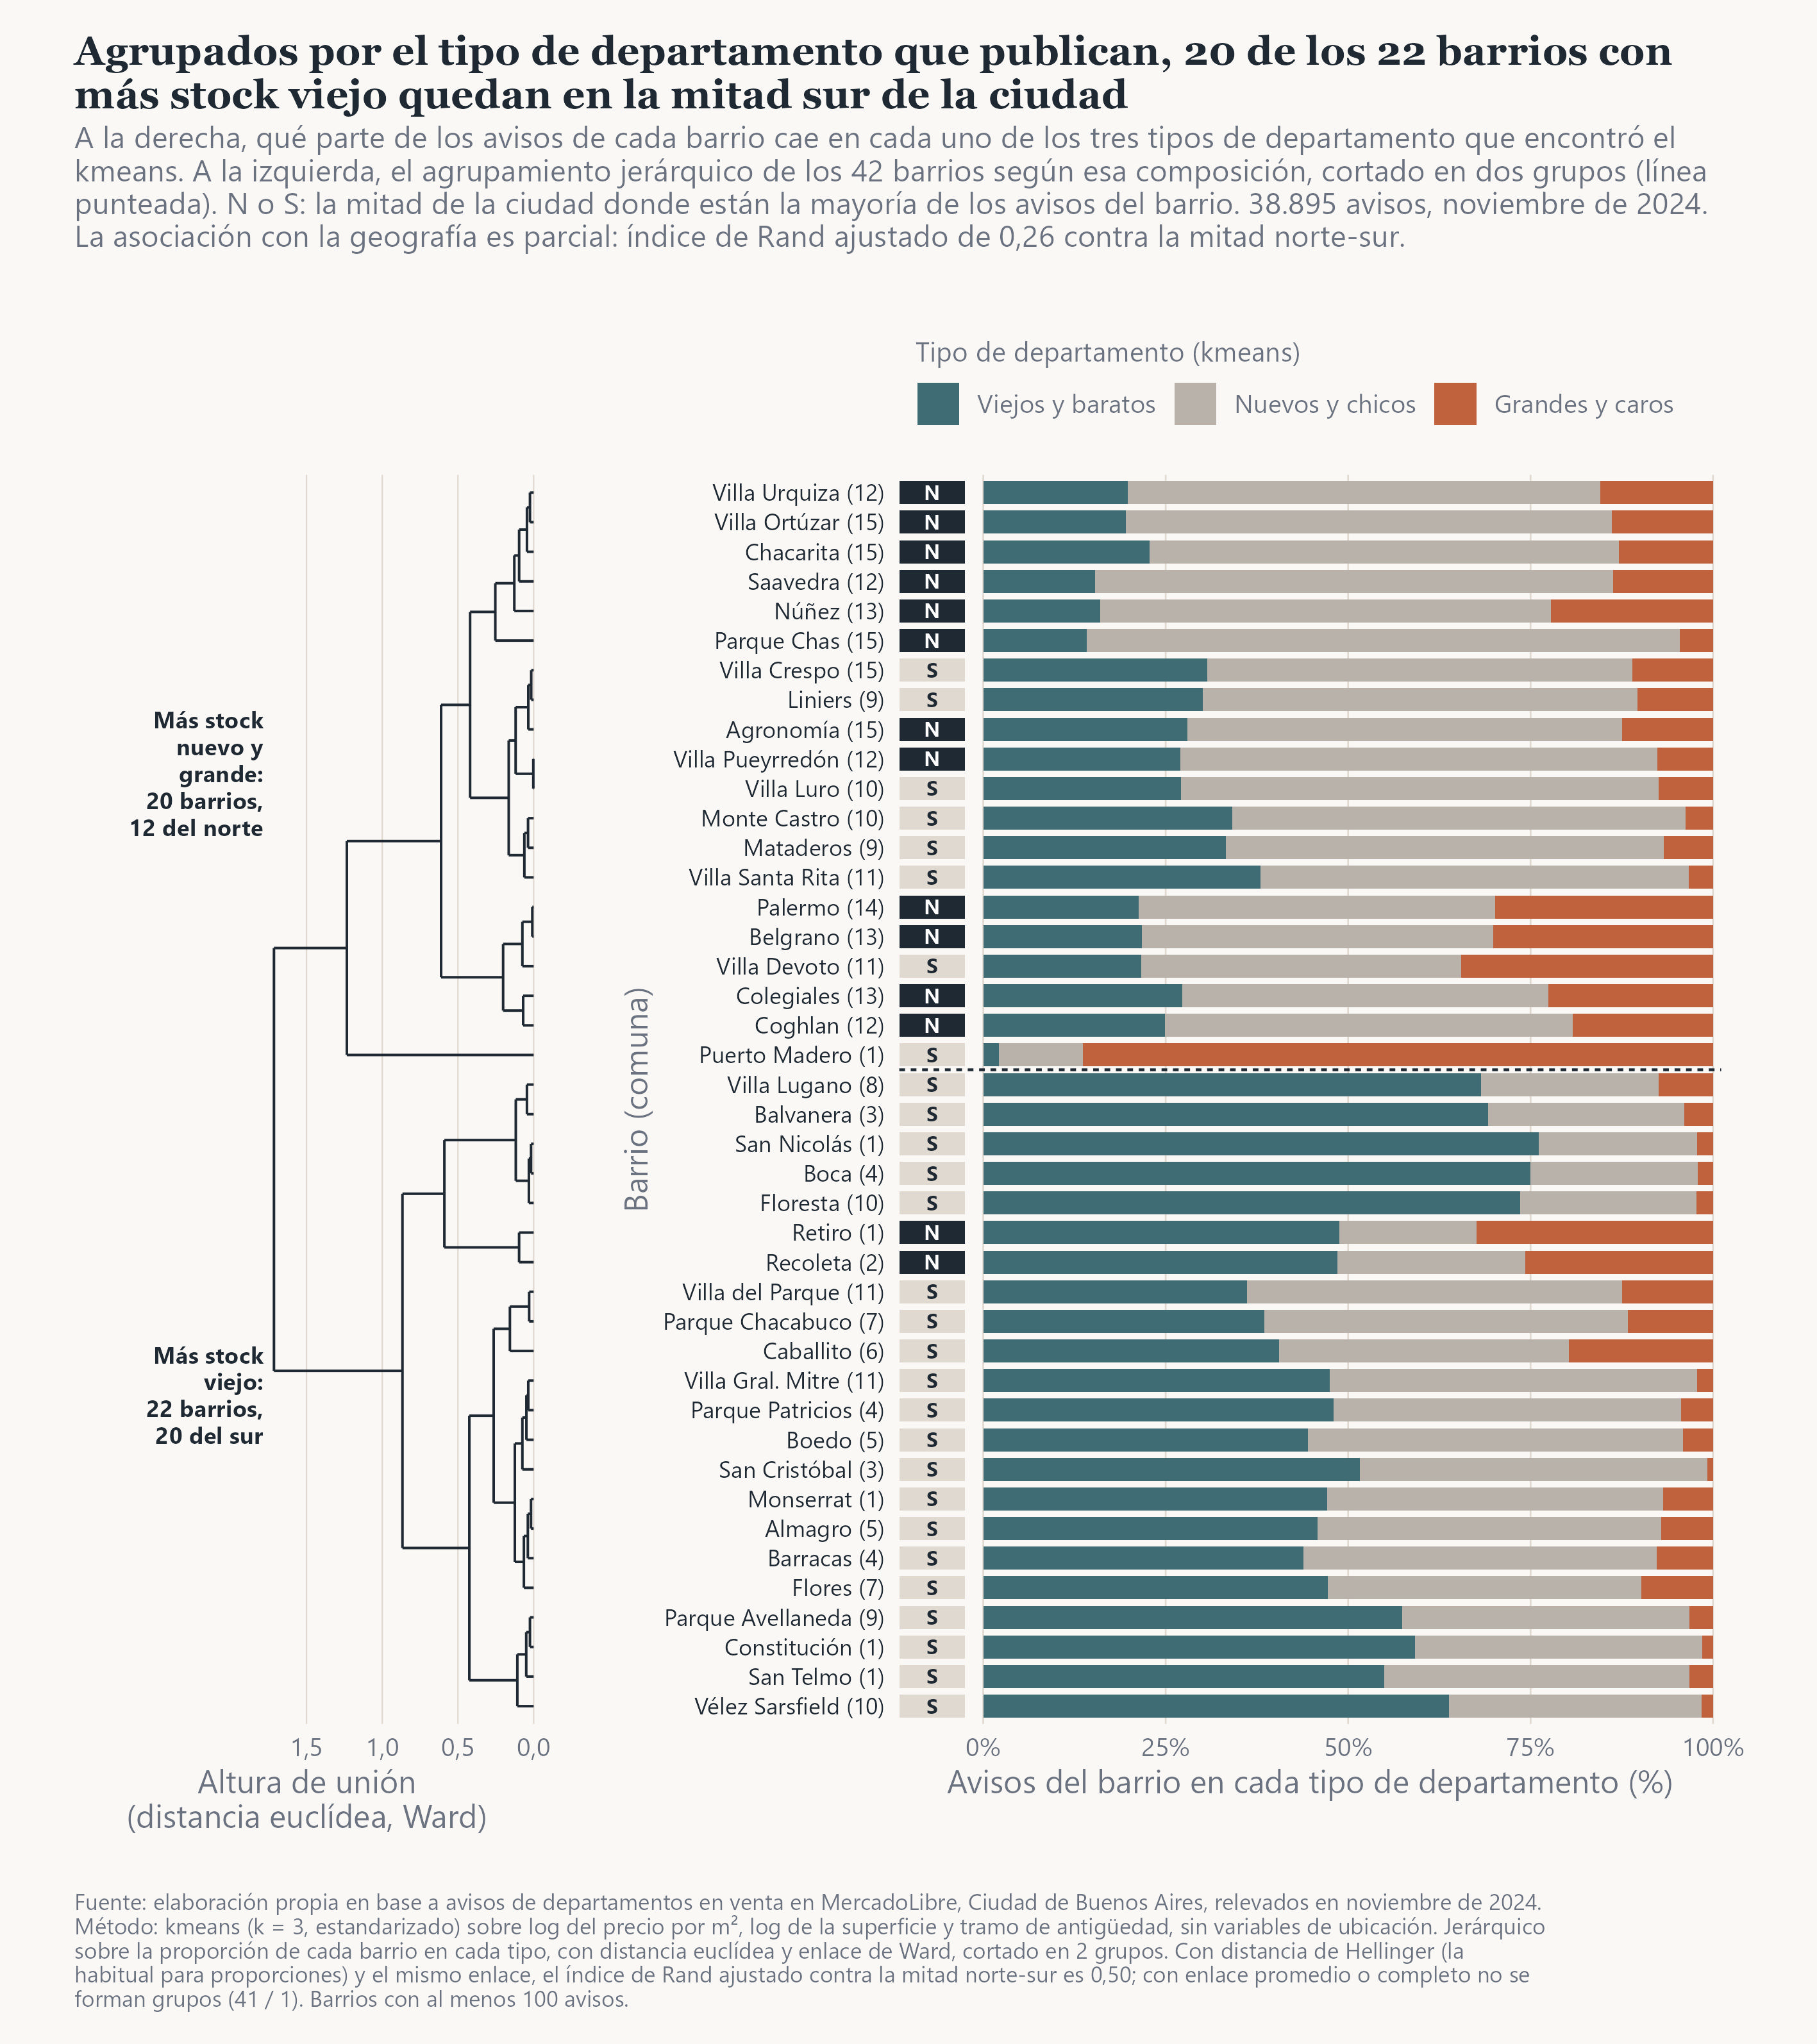 Agrupados por el tipo de departamento que publican, 20 de los 22 barrios con
más stock viejo quedan en la mitad sur de la ciudad
A la derecha, qué parte de los avisos de cada barrio cae en cada uno de los tres tipos de departamento que encontró el
kmeans. A la izquierda, el agrupamiento jerárquico de los 42 barrios según esa composición, cortado en dos grupos (línea
punteada). N o S: la mitad de la ciudad donde están la mayoría de los avisos del barrio. 38.895 avisos, noviembre de 2024.
La asociación con la geografía es parcial: índice de Rand ajustado de 0,26 contra la mitad norte-sur.
Tipo de departamento (kmeans)
Viejos y baratos
Nuevos y chicos
Grandes y caros
Más stock
nuevo y
grande:
20 barrios,
12 del norte
Más stock
viejo:
22 barrios,
20 del sur
Barrio (comuna)
Villa Urquiza (12) N
Villa Ortúzar (15) N
Chacarita (15) N
Saavedra (12) N
Núñez (13) N
Parque Chas (15) N
Villa Crespo (15) S
Liniers (9) S
Agronomía (15) N
Villa Pueyrredón (12) N
Villa Luro (10) S
Monte Castro (10) S
Mataderos (9) S
Villa Santa Rita (11) S
Palermo (14) N
Belgrano (13) N
Villa Devoto (11) S
Colegiales (13) N
Coghlan (12) N
Puerto Madero (1) S
Villa Lugano (8) S
Balvanera (3) S
San Nicolás (1) S
Boca (4) S
Floresta (10) S
Retiro (1) N
Recoleta (2) N
Villa del Parque (11) S
Parque Chacabuco (7) S
Caballito (6) S
Villa Gral. Mitre (11) S
Parque Patricios (4) S
Boedo (5) S
San Cristóbal (3) S
Monserrat (1) S
Almagro (5) S
Barracas (4) S
Flores (7) S
Parque Avellaneda (9) S
Constitución (1) S
San Telmo (1) S
Vélez Sarsfield (10) S
1,5 1,0 0,5 0,0
Altura de unión
(distancia euclídea, Ward)
0% 25% 50% 75% 100%
Avisos del barrio en cada tipo de departamento (%)
Fuente: elaboración propia en base a avisos de departamentos en venta en MercadoLibre, Ciudad de Buenos Aires, relevados en noviembre de 2024.
Método: kmeans (k = 3, estandarizado) sobre log del precio por m², log de la superficie y tramo de antigüedad, sin variables de ubicación. Jerárquico
sobre la proporción de cada barrio en cada tipo, con distancia euclídea y enlace de Ward, cortado en 2 grupos. Con distancia de Hellinger (la
habitual para proporciones) y el mismo enlace, el índice de Rand ajustado contra la mitad norte-sur es 0,50; con enlace promedio o completo no se
forman grupos (41 / 1). Barrios con al menos 100 avisos.